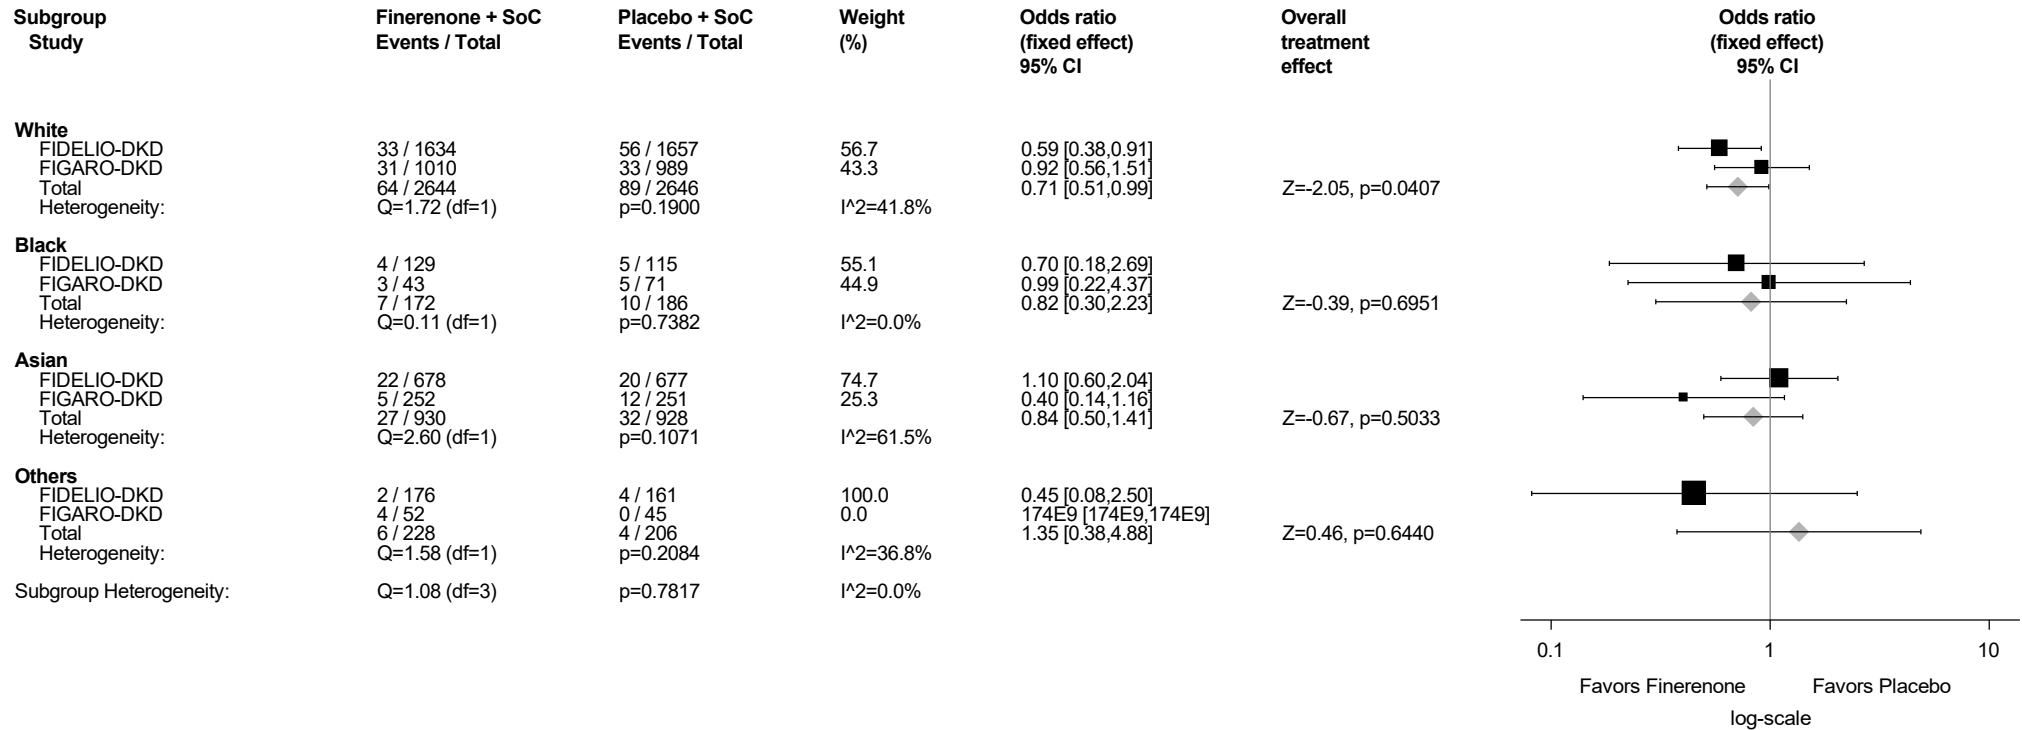 Subgroup Finerenone + SoC Placebo + SoC Weight Odds ratio Overall Odds ratio
Study Events / Total Events / Total (%) (fixed effect) treatment (fixed effect)
95% CI effect 95% CI
White
FIDELIO-DKD 33 / 1634 56 / 1657 56.7 0.59 [0.38,0.91]
FIGARO-DKD 31 / 1010 33 / 989 43.3 0.92 [0.56,1.51]
Total 64 / 2644 89 / 2646 0.71 [0.51,0.99] Z=-2.05, p=0.0407
Heterogeneity: Q=1.72 (df=1) p=0.1900 I^2=41.8%
Black
FIDELIO-DKD 4 / 129 5 / 115 55.1 0.70 [0.18,2.69]
FIGARO-DKD 3 / 43 5 / 71 44.9 0.99 [0.22,4.37]
Total 7 / 172 10 / 186 0.82 [0.30,2.23] Z=-0.39, p=0.6951
Heterogeneity: Q=0.11 (df=1) p=0.7382 I^2=0.0%
Asian
FIDELIO-DKD 22 / 678 20 / 677 74.7 1.10 [0.60,2.04]
FIGARO-DKD 5 / 252 12 / 251 25.3 0.40 [0.14,1.16]
Total 27 / 930 32 / 928 0.84 [0.50,1.41] Z=-0.67, p=0.5033
Heterogeneity: Q=2.60 (df=1) p=0.1071 I^2=61.5%
Others
FIDELIO-DKD 2 / 176 4 / 161 100.0 0.45 [0.08,2.50]
FIGARO-DKD 4 / 52 0 / 45 0.0 174E9 [174E9,174E9]
Total 6 / 228 4 / 206 1.35 [0.38,4.88] Z=0.46, p=0.6440
Heterogeneity: Q=1.58 (df=1) p=0.2084 I^2=36.8%
Subgroup Heterogeneity: Q=1.08 (df=3) p=0.7817 I^2=0.0%
0.1 1 10
Favors Finerenone Favors Placebo
log-scale